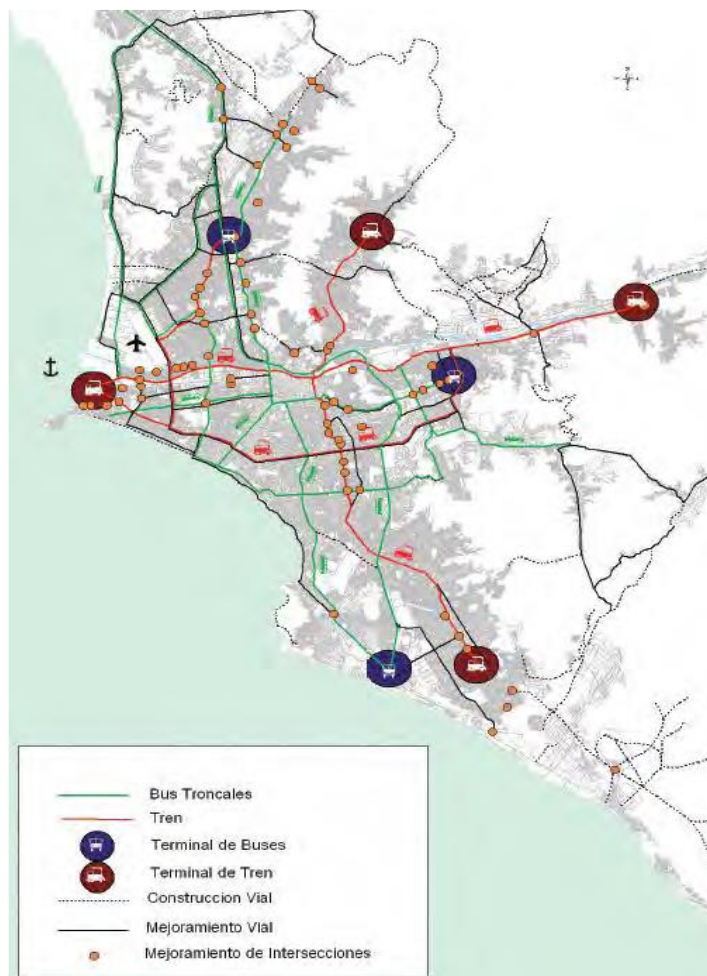 Bus Troncales
Tren
Terminal de Buses
Terminal de Tren
Construccion Vial
Mejoramiento Vial
Mejoramiento de Intersecciones